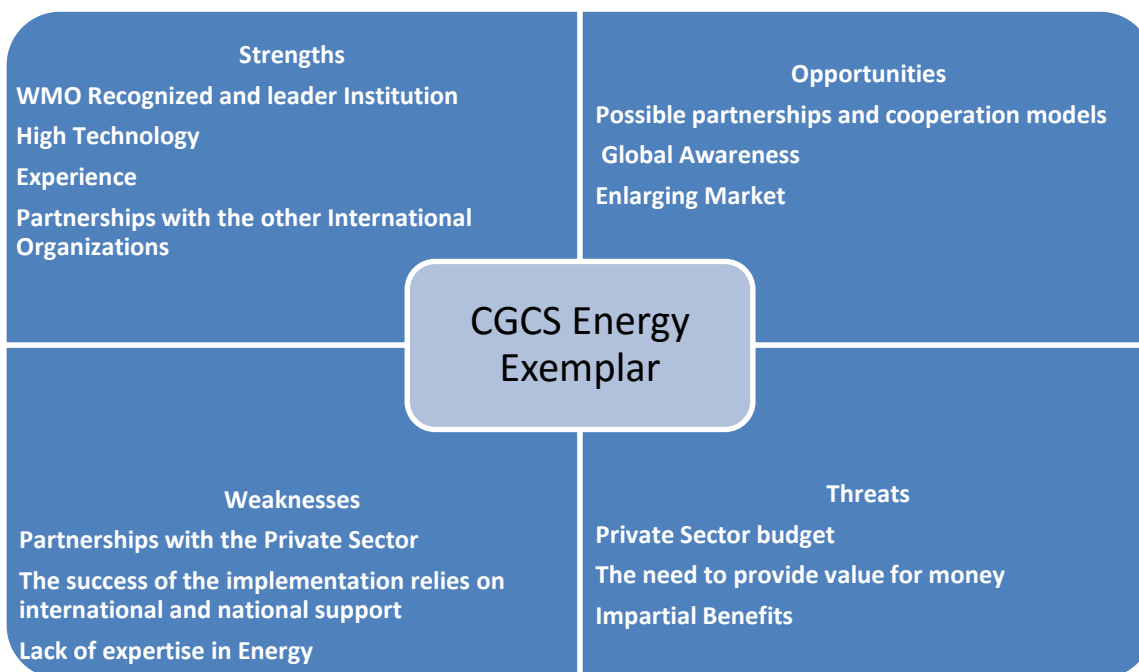 Strengths
WMO Recognized and leader Institution
High Technology
Experience
Partnerships with the other International
Organizations
Opportunities
Possible partnerships and cooperation models
Global Awareness
Enlarging Market
CGCS Energy
Exemplar
Weaknesses
Partnerships with the Private Sector
The success of the implementation relies on
international and national support
Lack of expertise in Energy
Threats
Private Sector budget
The need to provide value for money
Impartial Benefits